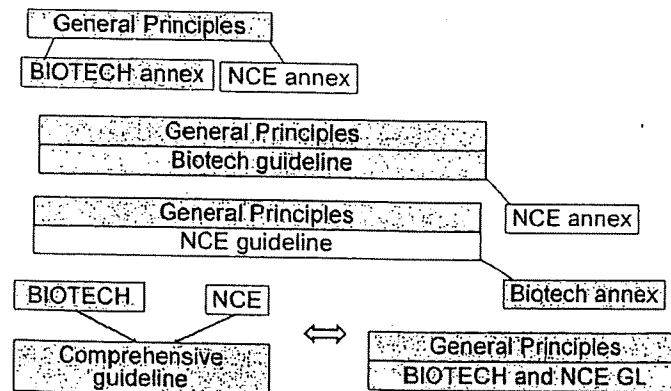 General Principles
BIOTECH annex
NCE annex
General Principles
Biotech guideline
NCE annex
General Principles
NCE guideline
Biotech annex
BIOTECH
NCE
Comprehensive
guideline
General Principles
BIOTECH and NCE GL